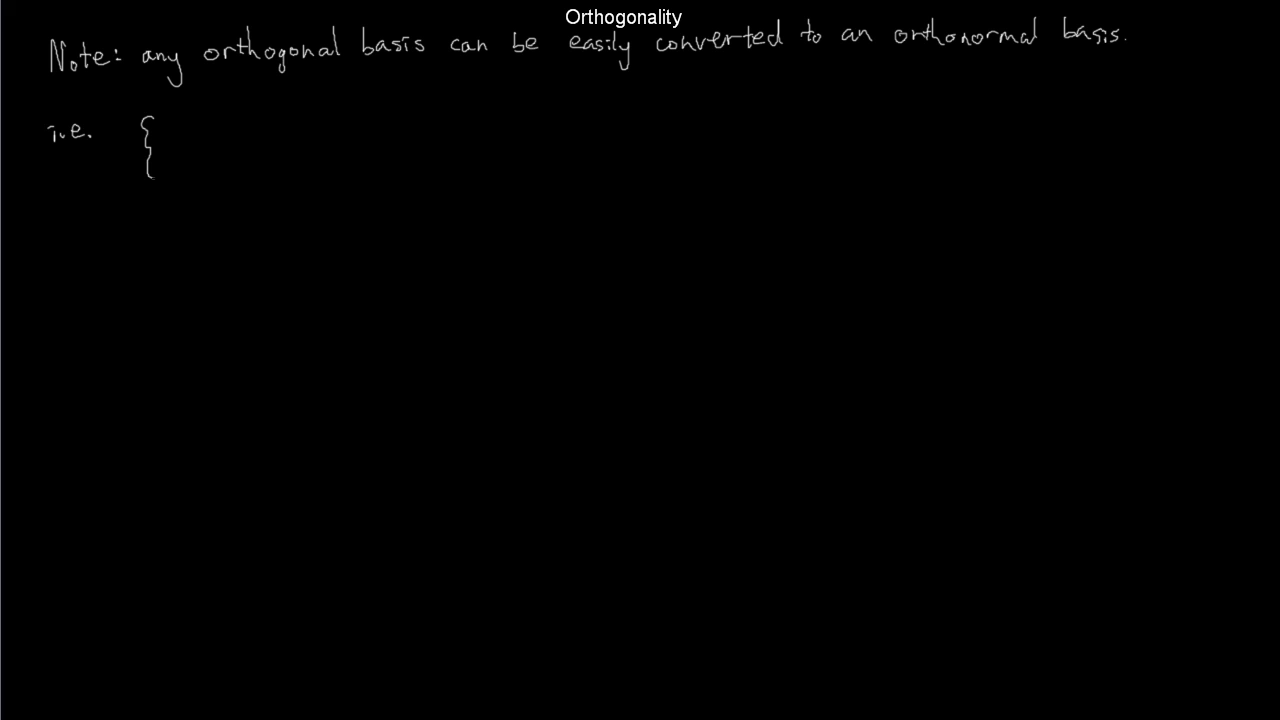 Orthogonality
Note: any orthogonal basis can be easily converted to an orthonormal basis.
i.e. {